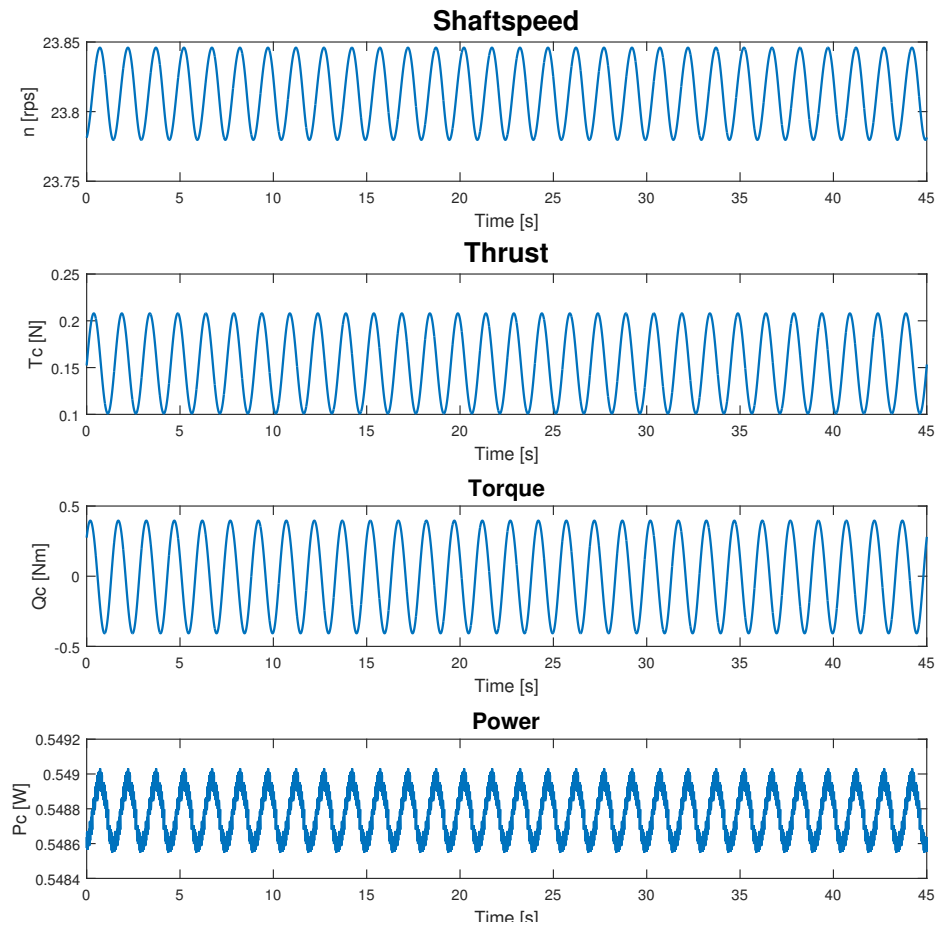 Shaftspeed
23.85
23.8
23.75
n [rps]
0 5 10 15 20 25 30 35 40 45
Time [s]
Thrust
0.25
0.2
0.15
0.1
Tc [N]
0 5 10 15 20 25 30 35 40 45
Time [s]
Torque
0.5
0
-0.5
Qc [Nm]
0 5 10 15 20 25 30 35 40 45
Time [s]
Power
0.5492
0.549
0.5488
0.5486
0.5484
Pc [W]
0 5 10 15 20 25 30 35 40 45
Time [s]